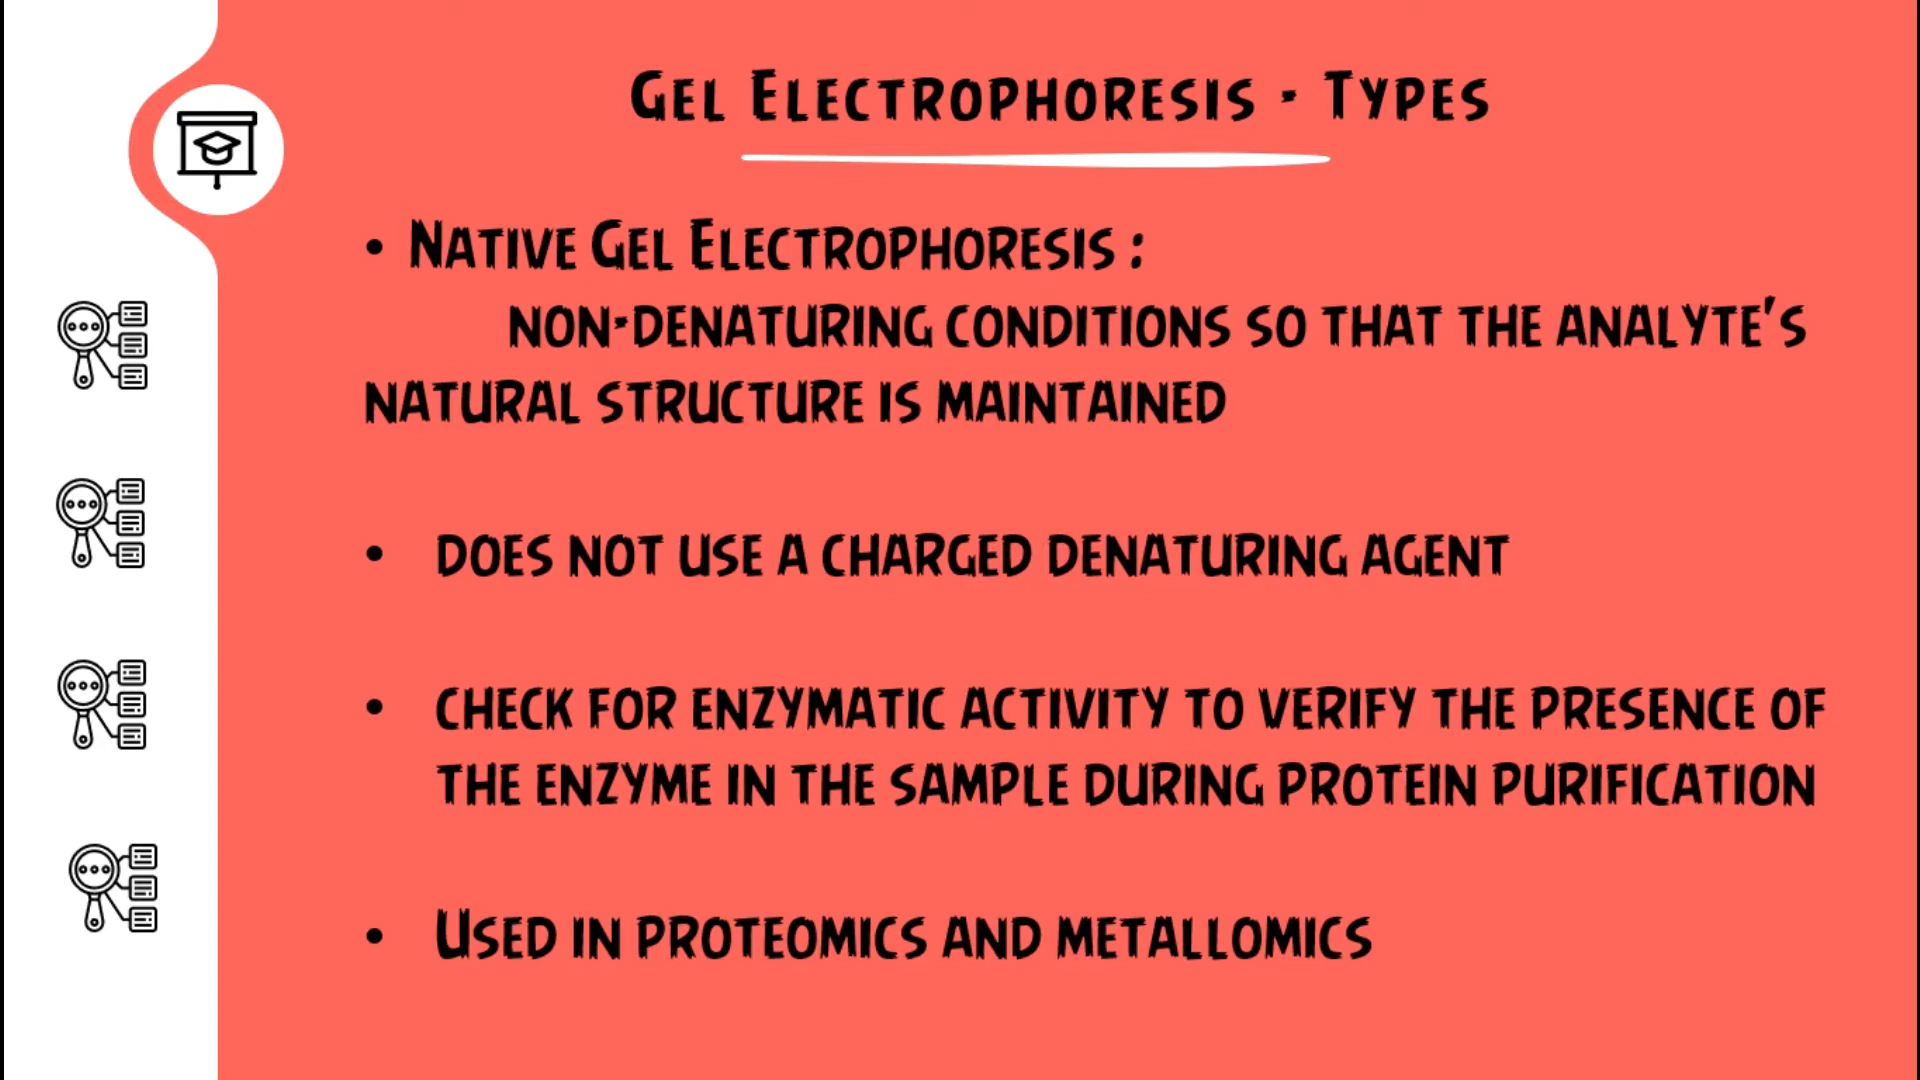 Gel Electrophoresis - Types
• Native Gel Electrophoresis :
non-denaturing conditions so that the analyte's
natural structure is maintained
• does not use a charged denaturing agent
• check for enzymatic activity to verify the presence of
the enzyme in the sample during protein purification
• Used in proteomics and metallomics